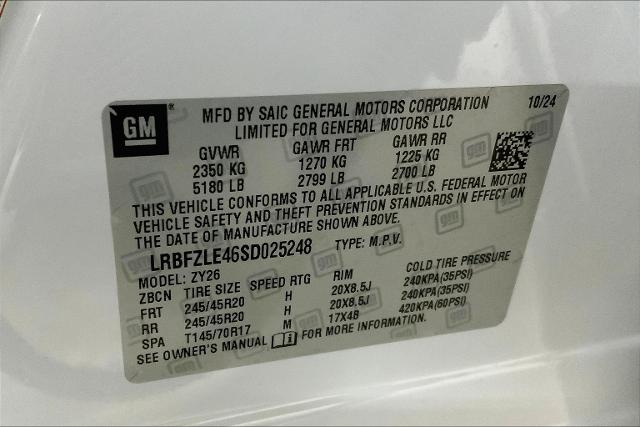 GM ® MFD BY SAIC GENERAL MOTORS CORPORATION 10/24
LIMITED FOR GENERAL MOTORS LLC
GVWR GAWR FRT GAWR RR
2350 KG 1270 KG 1225 KG
5180 LB 2799 LB 2700 LB
THIS VEHICLE CONFORMS TO ALL APPLICABLE U.S. FEDERAL MOTOR
VEHICLE SAFETY AND THEFT PREVENTION STANDARDS IN EFFECT ON
THE DATE OF MANUFACTURE SHOWN ABOVE.
LRBFZLE46SD025248 TYPE: M.P.V.
MODEL: ZY26
ZBCN TIRE SIZE SPEED RTG RIM COLD TIRE PRESSURE
FRT 245/45R20 H 20X8.5J 240KPA(35PSI)
RR 245/45R20 H 20X8.5J 240KPA(35PSI)
SPA T145/70R17 M 17X4B 420KPA(60PSI)
SEE OWNER'S MANUAL FOR MORE INFORMATION.